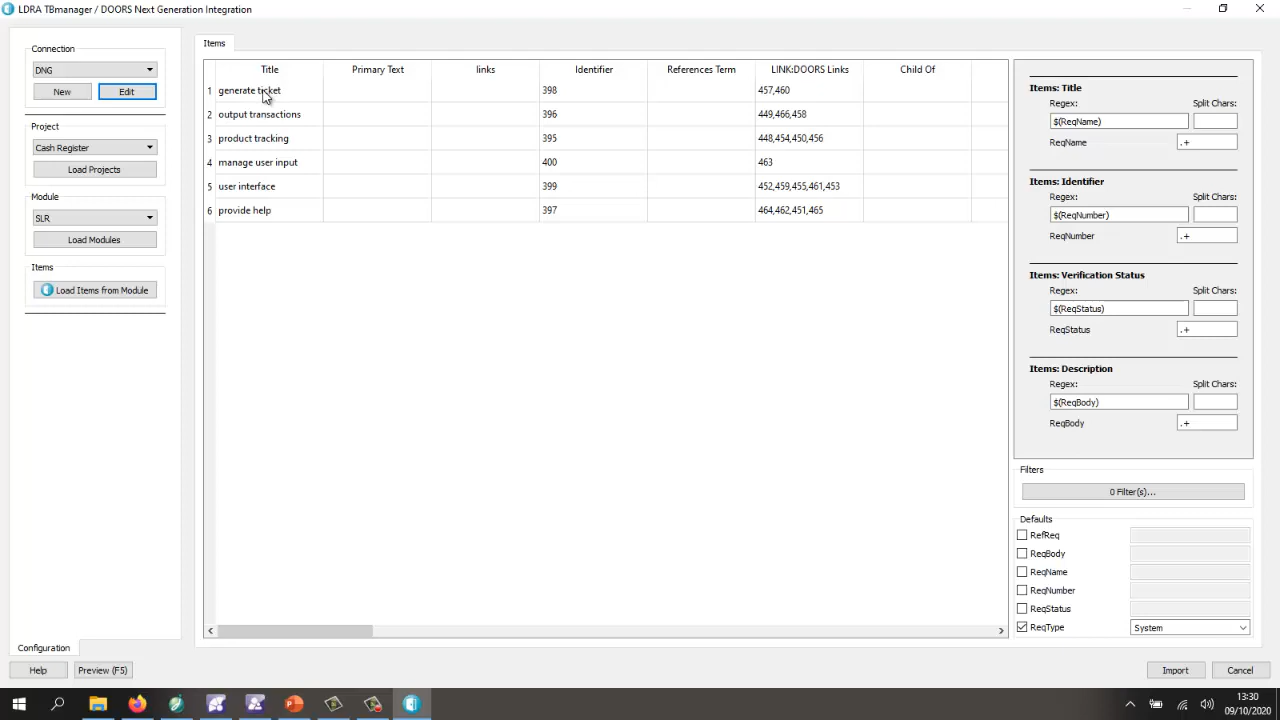 LDRA TBmanager / DOORS Next Generation Integration
Connection
DNG
New Edit
Project
Cash Register
Load Projects
Module
SLR
Load Modules
Items
Load Items from Module
Configuration
Help Preview (F5)
Items
Title Primary Text links Identifier References Term LINK:DOORS Links Child Of
1 generate ticket 398 457,460
2 output transactions 396 449,466,458
3 product tracking 395 448,454,450,456
4 manage user input 400 463
5 user interface 399 452,459,455,461,453
6 provide help 397 464,462,451,465
Items: Title
Regex: Split Chars:
$(ReqName)
ReqName .+
Items: Identifier
Regex: Split Chars:
$(ReqNumber)
ReqNumber .+
Items: Verification Status
Regex: Split Chars:
$(ReqStatus)
ReqStatus .+
Items: Description
Regex: Split Chars:
$(ReqBody)
ReqBody .+
Filters
0 Filter(s)...
Defaults
RefReq
ReqBody
ReqName
ReqNumber
ReqStatus
ReqType System
Import Cancel
13:30
09/10/2020